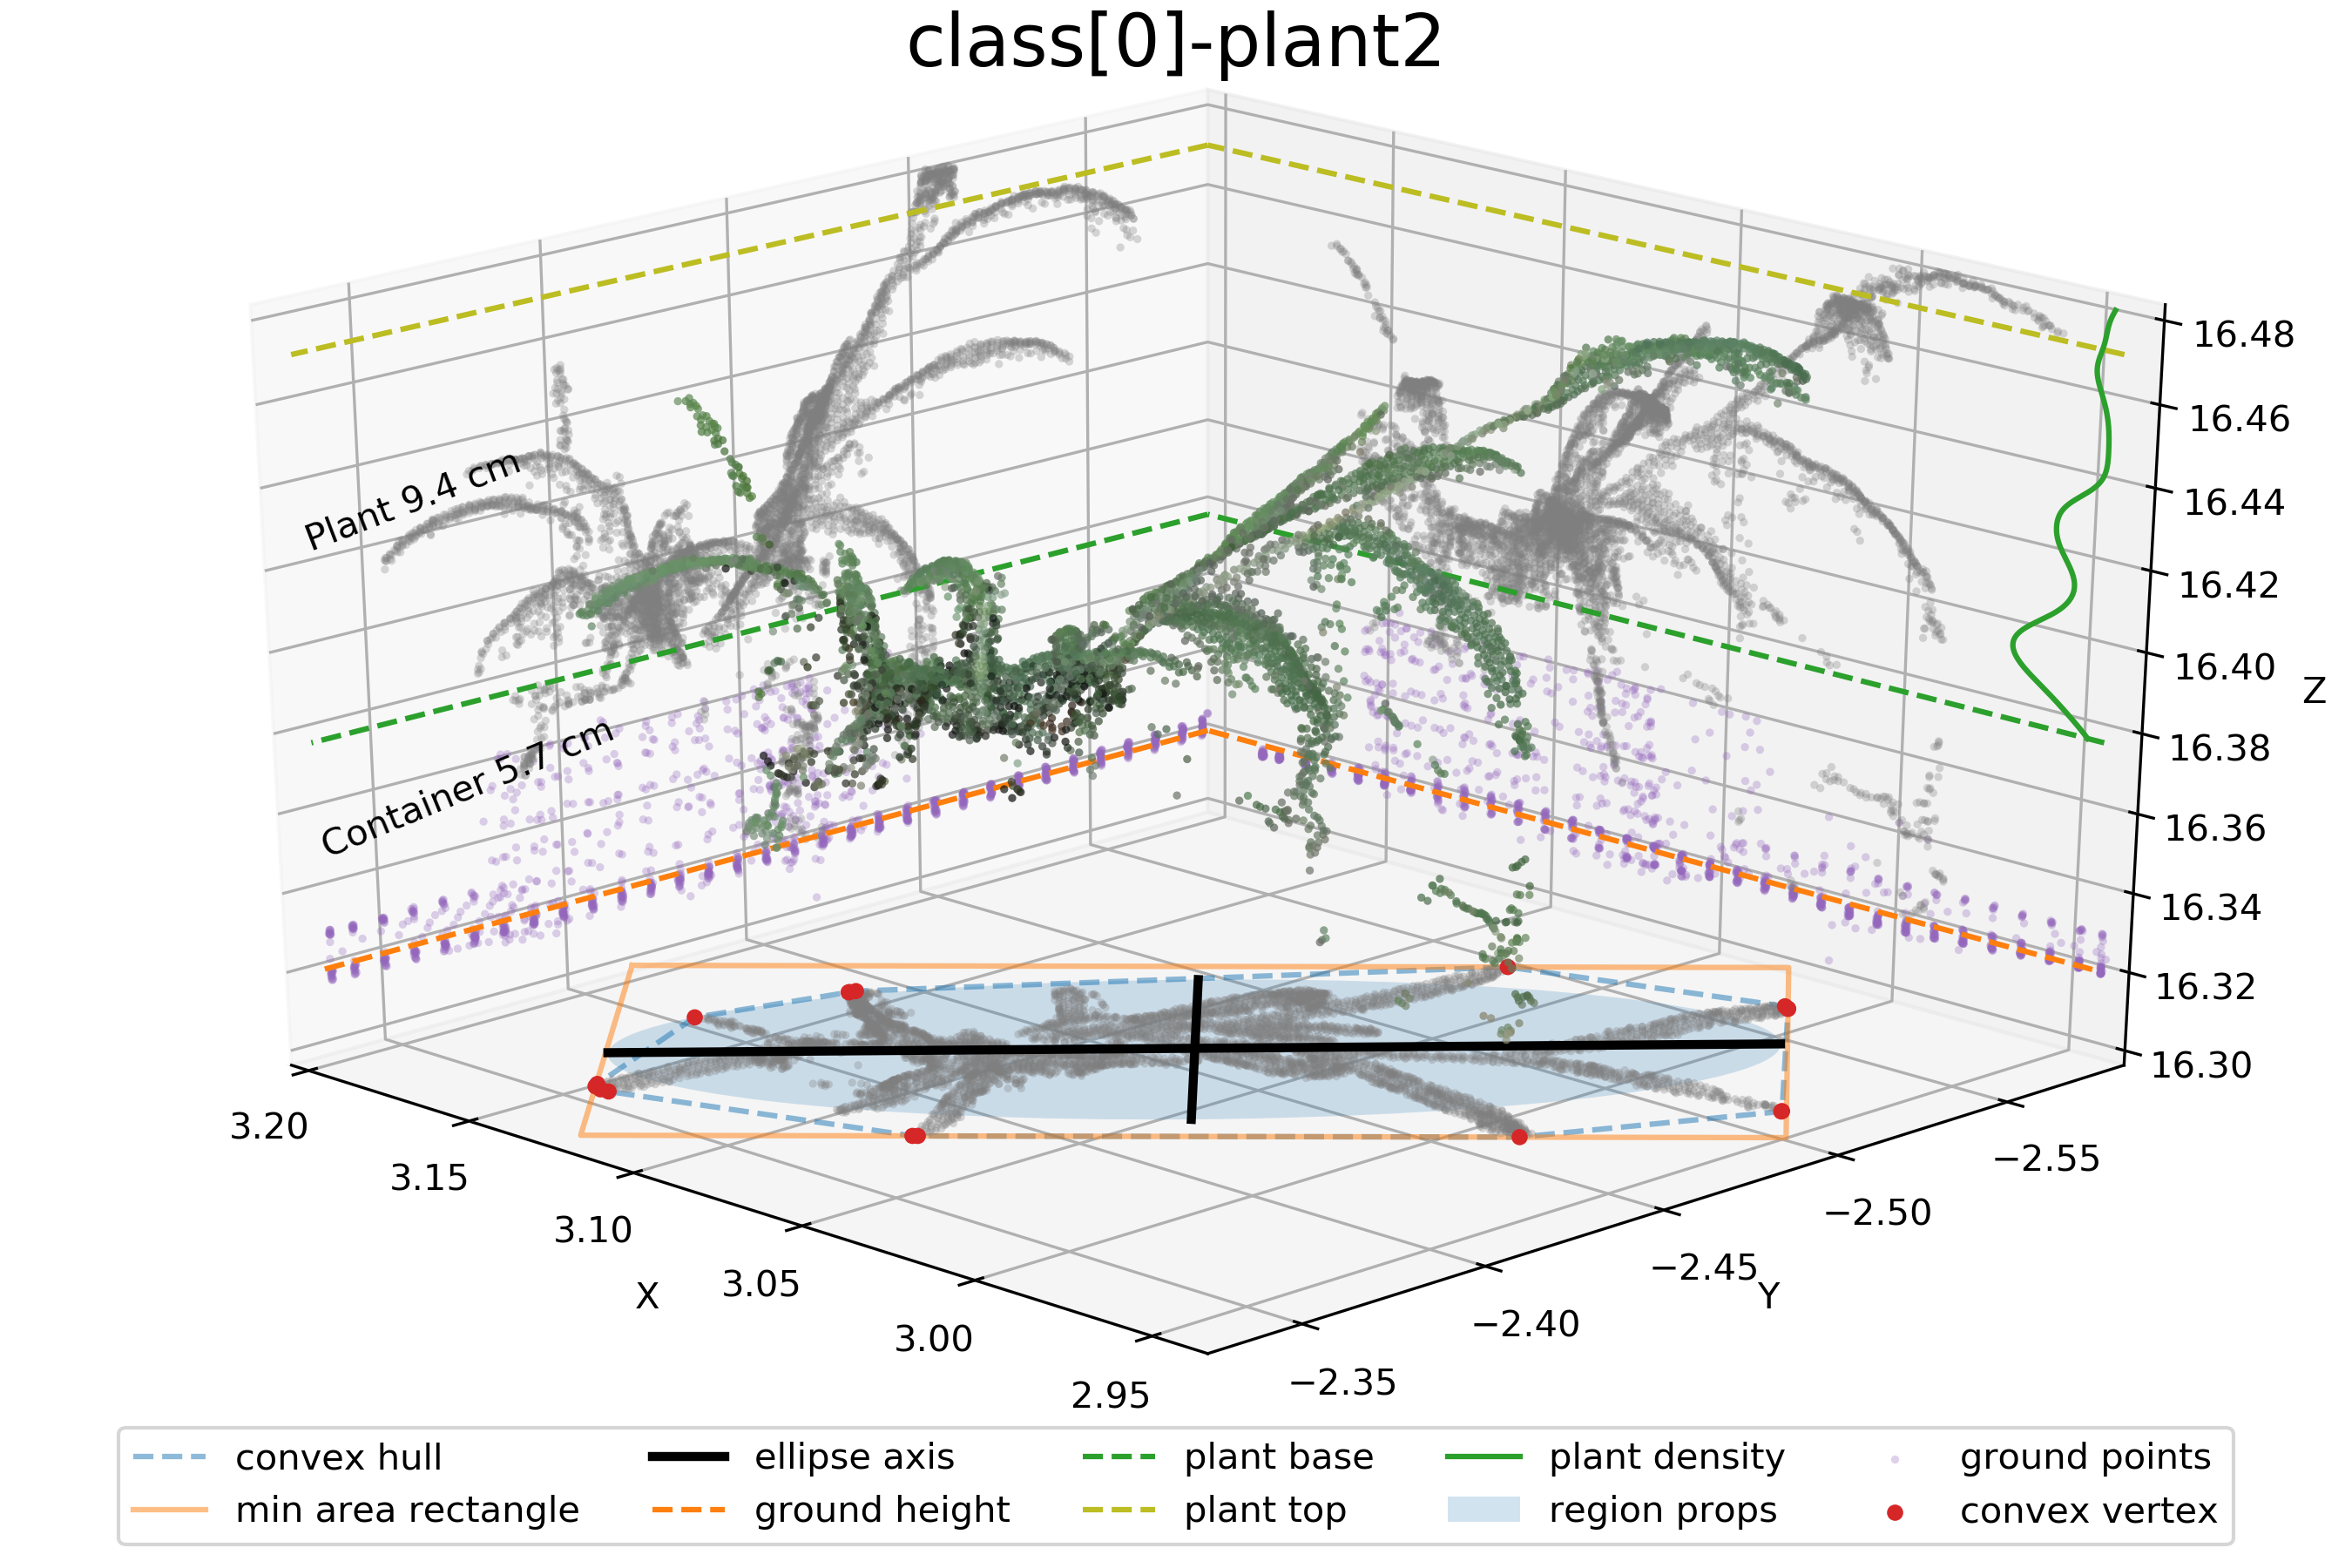 class[0]-plant2
Plant 9.4 cm
Container 5.7 cm
16.48
16.46
16.44
16.42
16.40
16.38
16.36
16.34
16.32
16.30
Z
3.20
3.15
3.10
3.05
3.00
2.95
X
−2.35
−2.40
−2.45
−2.50
−2.55
Y
convex hull
min area rectangle
ellipse axis
ground height
plant base
plant top
plant density
region props
ground points
convex vertex